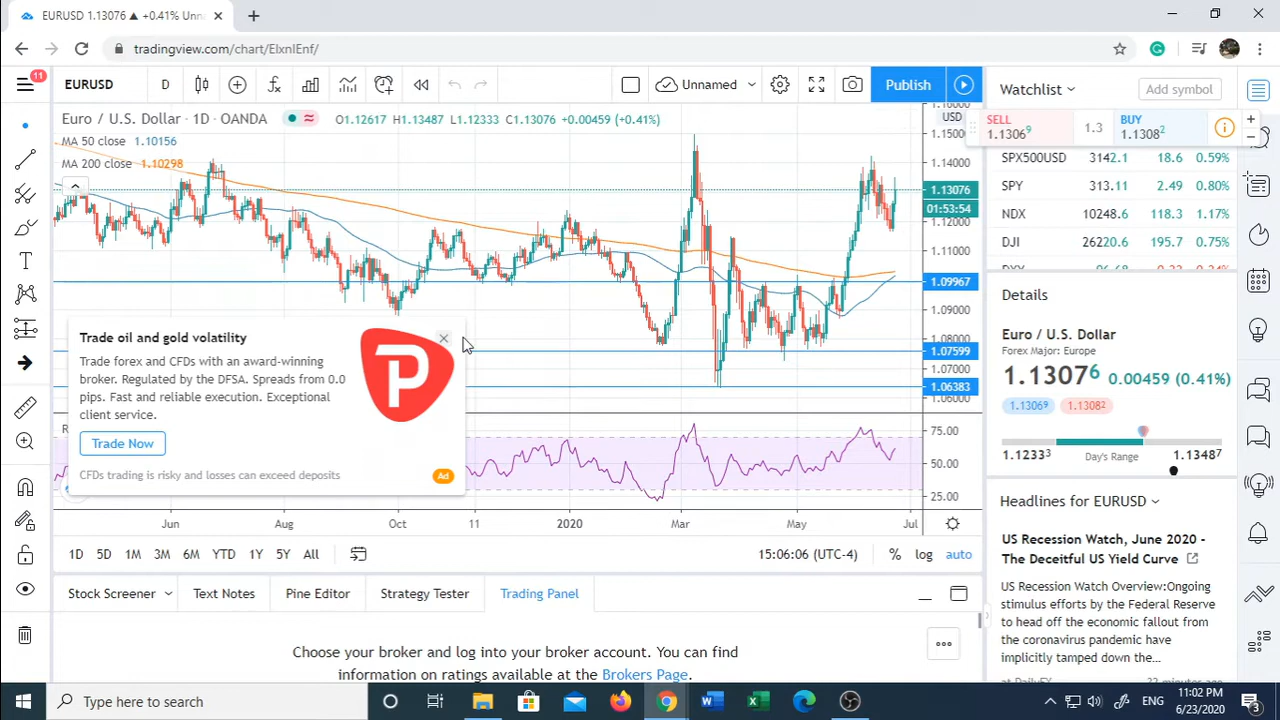 EURUSD 1.13076 ▲ +0.41% Unn
tradingview.com/chart/ElxnlEnf/
11
EURUSD
D
Unnamed
Publish
Watchlist
Add symbol
Euro / U.S. Dollar · 1D · OANDA
O1.12617 H1.13487 L1.12333 C1.13076 +0.00459 (+0.41%)
MA 50 close 1.10156
MA 200 close 1.10298
USD
1.15000
1.14000
1.13076
01:53:54
1.12000
1.11000
1.09967
1.09000
1.08000
1.07599
1.07000
1.06383
1.06000
75.00
50.00
25.00
SELL
1.13069
1.3
BUY
1.13082
SPX500USD 3142.1 18.6 0.59%
SPY 313.11 2.49 0.80%
NDX 10248.6 118.3 1.17%
DJI 26220.6 195.7 0.75%
Details
Euro / U.S. Dollar
Forex Major: Europe
1.13076 0.00459 (0.41%)
1.13069 1.13082
1.12333 Day's Range 1.13487
Headlines for EURUSD
US Recession Watch, June 2020 -
The Deceitful US Yield Curve
US Recession Watch Overview:Ongoing
stimulus efforts by the Federal Reserve
to head off the economic fallout from
the coronavirus pandemic have
implicitly tamped down the...
Trade oil and gold volatility
Trade forex and CFDs with an award-winning
broker. Regulated by the DFSA. Spreads from 0.0
pips. Fast and reliable execution. Exceptional
client service.
Trade Now
CFDs trading is risky and losses can exceed deposits
Ad
P
Jun Aug Oct 11 2020 Mar May Jul
1D 5D 1M 3M 6M YTD 1Y 5Y All
15:06:06 (UTC-4) % log auto
Stock Screener Text Notes Pine Editor Strategy Tester Trading Panel
Choose your broker and log into your broker account. You can find
information on ratings available at the Brokers Page.
Type here to search
ENG
11:02 PM
6/23/2020
3